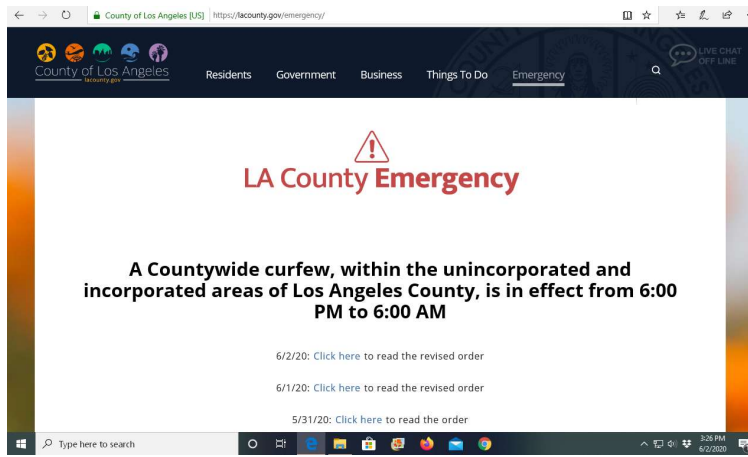 County of Los Angeles [US] https://lacounty.gov/emergency/
County of Los Angeles
lacounty.gov
Residents Government Business Things To Do Emergency
LIVE CHAT
OFF LINE
LA County Emergency
A Countywide curfew, within the unincorporated and
incorporated areas of Los Angeles County, is in effect from 6:00
PM to 6:00 AM
6/2/20: Click here to read the revised order
6/1/20: Click here to read the revised order
5/31/20: Click here to read the order
Type here to search
3:26 PM
6/2/2020